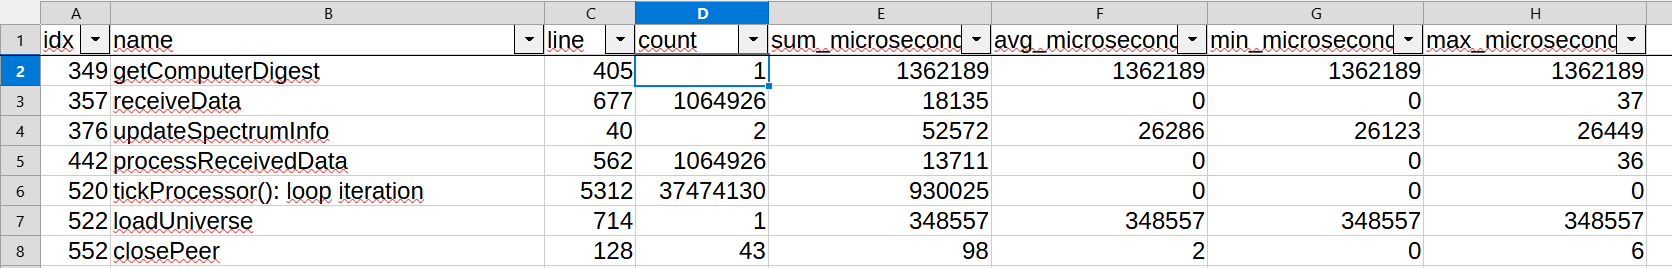 A B C D E F G H
1 idx name line count sum_microsecond avg_microsecond min_microsecond max_microsecond
2 349 getComputerDigest 405 1 1362189 1362189 1362189 1362189
3 357 receiveData 677 1064926 18135 0 0 37
4 376 updateSpectrumInfo 40 2 52572 26286 26123 26449
5 442 processReceivedData 562 1064926 13711 0 0 36
6 520 tickProcessor(): loop iteration 5312 37474130 930025 0 0 0
7 522 loadUniverse 714 1 348557 348557 348557 348557
8 552 closePeer 128 43 98 2 0 6